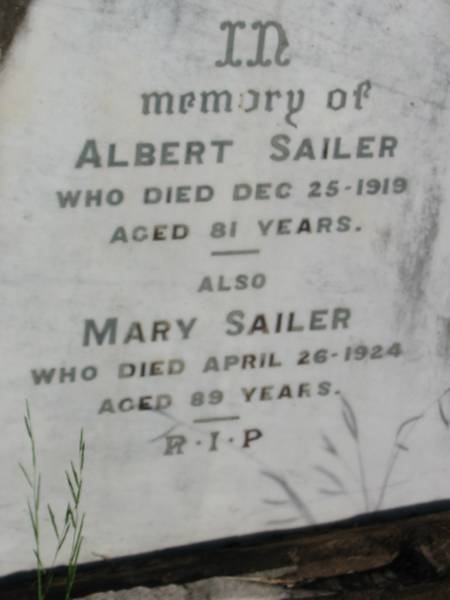 In
memory of
ALBERT SAILER
WHO DIED DEC 25-1919
AGED 81 YEARS.
ALSO
MARY SAILER
WHO DIED APRIL 26-1924
AGED 89 YEARS.
R·I·P